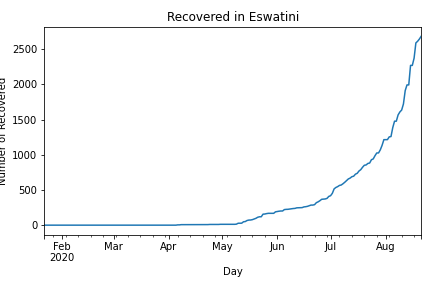 Recovered in Eswatini
Number of Recovered
2500
2000
1500
1000
500
0
Feb Mar Apr May Jun Jul Aug
2020
Day